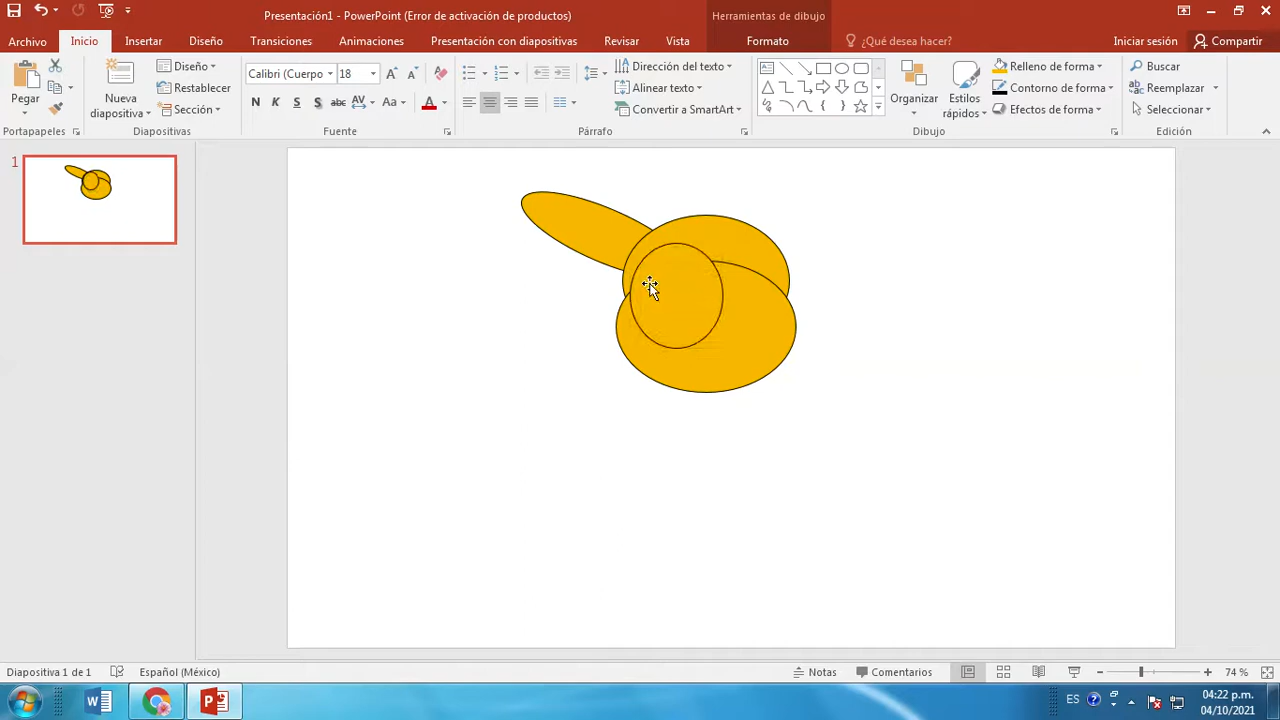 Presentación1 - PowerPoint (Error de activación de productos)
Herramientas de dibujo
Archivo Inicio Insertar Diseño Transiciones Animaciones Presentación con diapositivas Revisar Vista Formato ¿Qué desea hacer? Iniciar sesión Compartir
Pegar
Portapapeles
Nueva diapositiva
Diseño
Restablecer
Sección
Diapositivas
Calibri (Cuerpo 18
N K S S abc AV Aa A
Fuente
Dirección del texto
Alinear texto
Convertir a SmartArt
Párrafo
Organizar
Estilos rápidos
Relleno de forma
Contorno de forma
Efectos de forma
Dibujo
Buscar
Reemplazar
Seleccionar
Edición
1
Diapositiva 1 de 1 Español (México) Notas Comentarios 74 %
ES 04:22 p.m.
04/10/2021